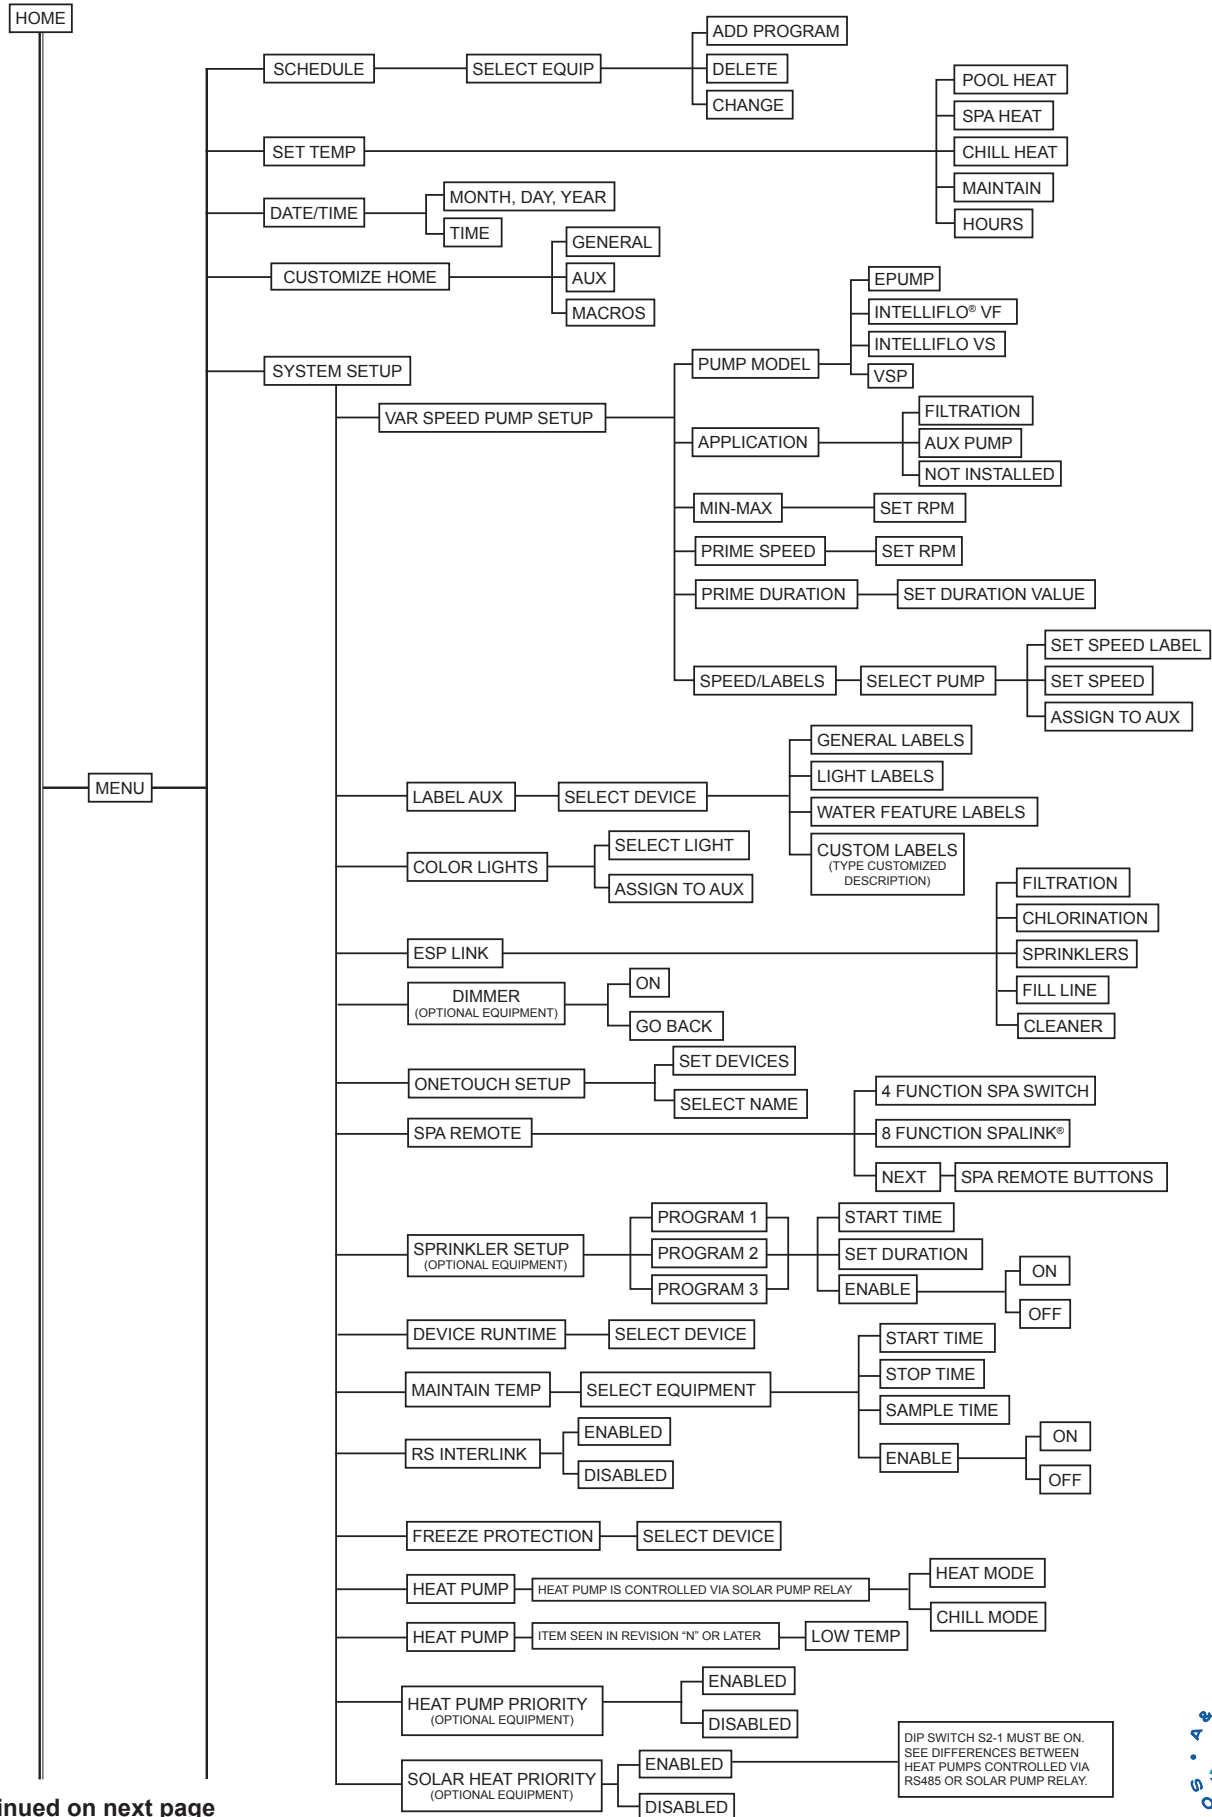 HOME
ADD PROGRAM
SCHEDULE
SELECT EQUIP
DELETE
CHANGE
POOL HEAT
SPA HEAT
SET TEMP
CHILL HEAT
MAINTAIN
HOURS
DATE/TIME
MONTH, DAY, YEAR
TIME
CUSTOMIZE HOME
GENERAL
AUX
MACROS
SYSTEM SETUP
VAR SPEED PUMP SETUP
PUMP MODEL
EPUMP
INTELLIFLO® VF
INTELLIFLO VS
VSP
APPLICATION
FILTRATION
AUX PUMP
NOT INSTALLED
MIN-MAX
SET RPM
PRIME SPEED
SET RPM
PRIME DURATION
SET DURATION VALUE
SPEED/LABELS
SELECT PUMP
SET SPEED LABEL
SET SPEED
ASSIGN TO AUX
MENU
LABEL AUX
SELECT DEVICE
GENERAL LABELS
LIGHT LABELS
WATER FEATURE LABELS
CUSTOM LABELS
(TYPE CUSTOMIZED
DESCRIPTION)
COLOR LIGHTS
SELECT LIGHT
ASSIGN TO AUX
ESP LINK
FILTRATION
CHLORINATION
SPRINKLERS
FILL LINE
CLEANER
DIMMER
(OPTIONAL EQUIPMENT)
ON
GO BACK
ONETOUCH SETUP
SET DEVICES
SELECT NAME
SPA REMOTE
4 FUNCTION SPA SWITCH
8 FUNCTION SPALINK®
NEXT
SPA REMOTE BUTTONS
SPRINKLER SETUP
(OPTIONAL EQUIPMENT)
PROGRAM 1
PROGRAM 2
PROGRAM 3
START TIME
SET DURATION
ENABLE
ON
OFF
DEVICE RUNTIME
SELECT DEVICE
MAINTAIN TEMP
SELECT EQUIPMENT
START TIME
STOP TIME
SAMPLE TIME
ENABLE
ON
OFF
RS INTERLINK
ENABLED
DISABLED
FREEZE PROTECTION
SELECT DEVICE
HEAT PUMP
HEAT PUMP IS CONTROLLED VIA SOLAR PUMP RELAY
HEAT MODE
CHILL MODE
HEAT PUMP
ITEM SEEN IN REVISION “N” OR LATER
LOW TEMP
HEAT PUMP PRIORITY
(OPTIONAL EQUIPMENT)
ENABLED
DISABLED
SOLAR HEAT PRIORITY
(OPTIONAL EQUIPMENT)
ENABLED
DISABLED
DIP SWITCH S2-1 MUST BE ON.
SEE DIFFERENCES BETWEEN
HEAT PUMPS CONTROLLED VIA
RS485 OR SOLAR PUMP RELAY.
inued on next page